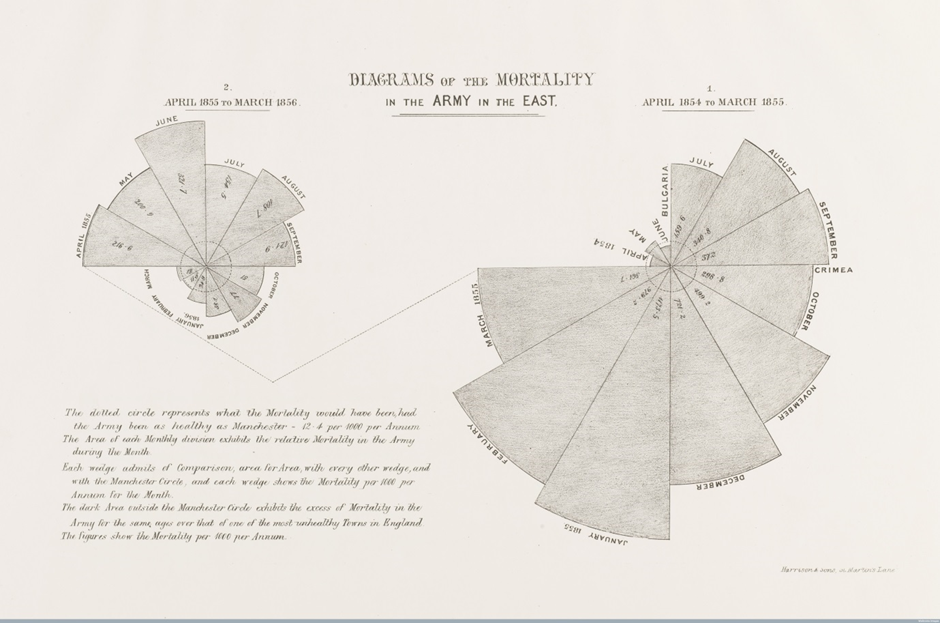 DIAGRAMS OF THE MORTALITY
IN THE ARMY IN THE EAST.
2.
APRIL 1855 TO MARCH 1856.
1.
APRIL 1854 TO MARCH 1855.
APRIL 1855
MAY
JUNE
JULY
AUGUST
SEPTEMBER
OCTOBER
NOVEMBER
DECEMBER
JANUARY 1856.
FEBRUARY
MARCH
APRIL 1854
MAY
JUNE
BULGARIA
JULY
AUGUST
SEPTEMBER
CRIMEA
OCTOBER
NOVEMBER
DECEMBER
JANUARY 1855
FEBRUARY
MARCH 1855
The dotted circle represents what the Mortality would have been, had
the Army been as healthy as Manchester - 12·4 per 1000 per Annum
The Area of each Monthly division exhibits the relative Mortality in the Army
during the Month.
Each wedge admits of Comparison, area for Area, with every other wedge, and
with the Manchester Circle, and each wedge shows the Mortality per 1000 per
Annum for the Month.
The dark Area outside the Manchester Circle exhibits the excess of Mortality in the
Army for the same ages over that of one of the most unhealthy Towns in England.
The figures show the Mortality per 1000 per Annum.
Harrison & Sons,